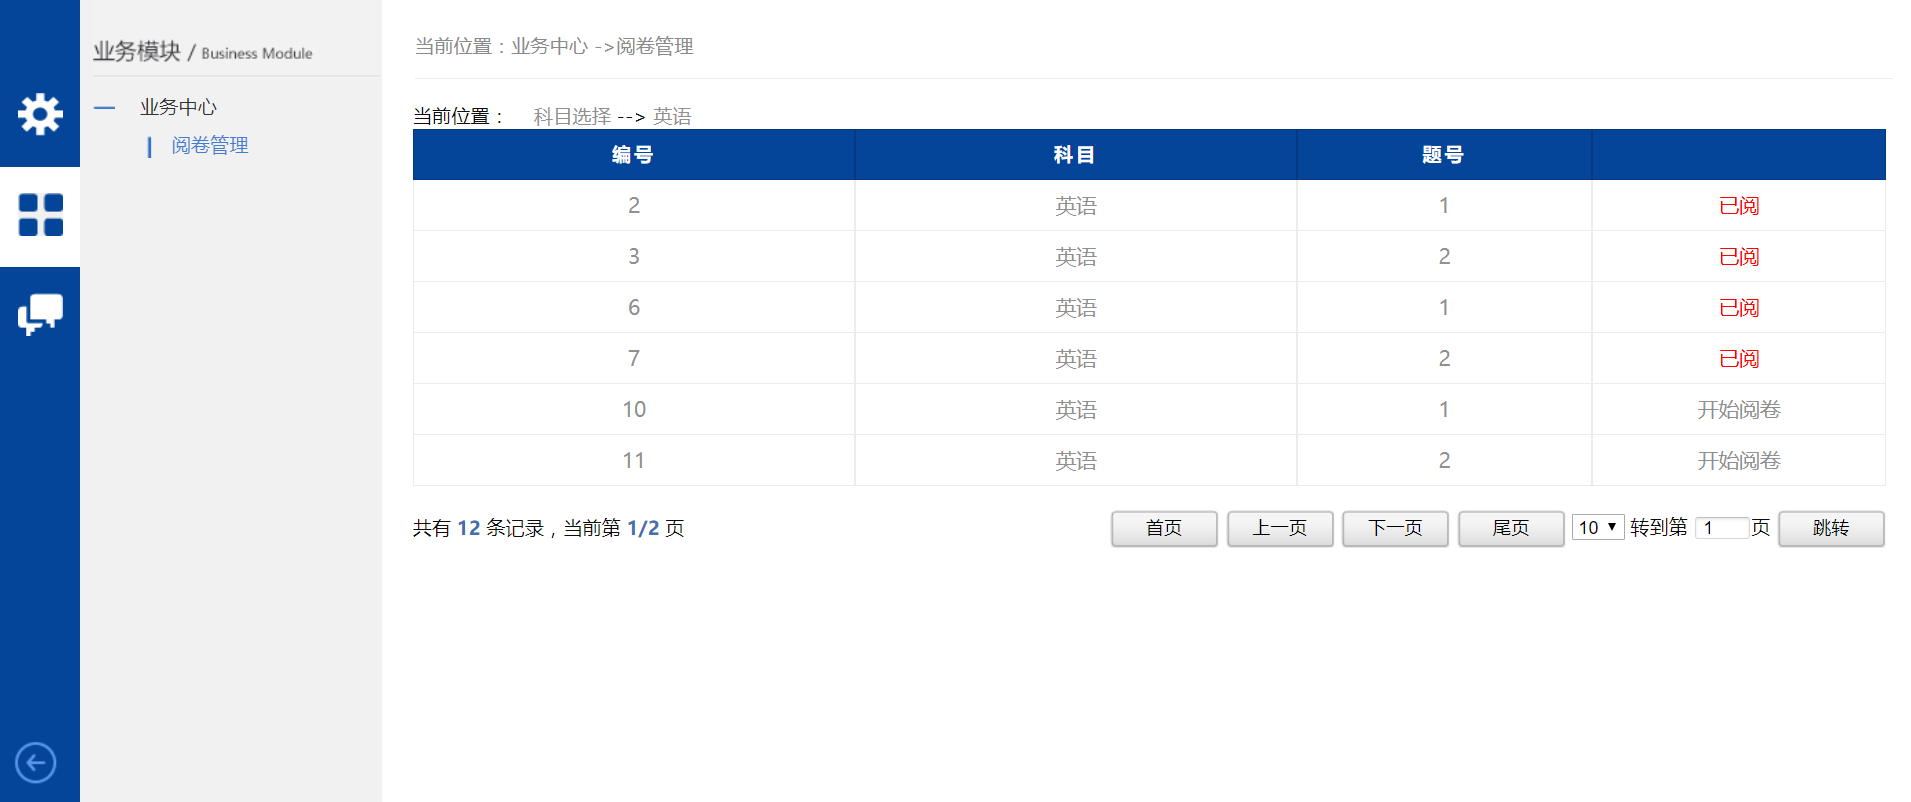 业务模块 / Business Module
业务中心
阅卷管理
当前位置：业务中心 ->阅卷管理
当前位置： 科目选择 --> 英语
编号 科目 题号
2 英语 1 已阅
3 英语 2 已阅
6 英语 1 已阅
7 英语 2 已阅
10 英语 1 开始阅卷
11 英语 2 开始阅卷
共有 12 条记录，当前第 1/2 页 首页 上一页 下一页 尾页 10 转到第 1 页 跳转